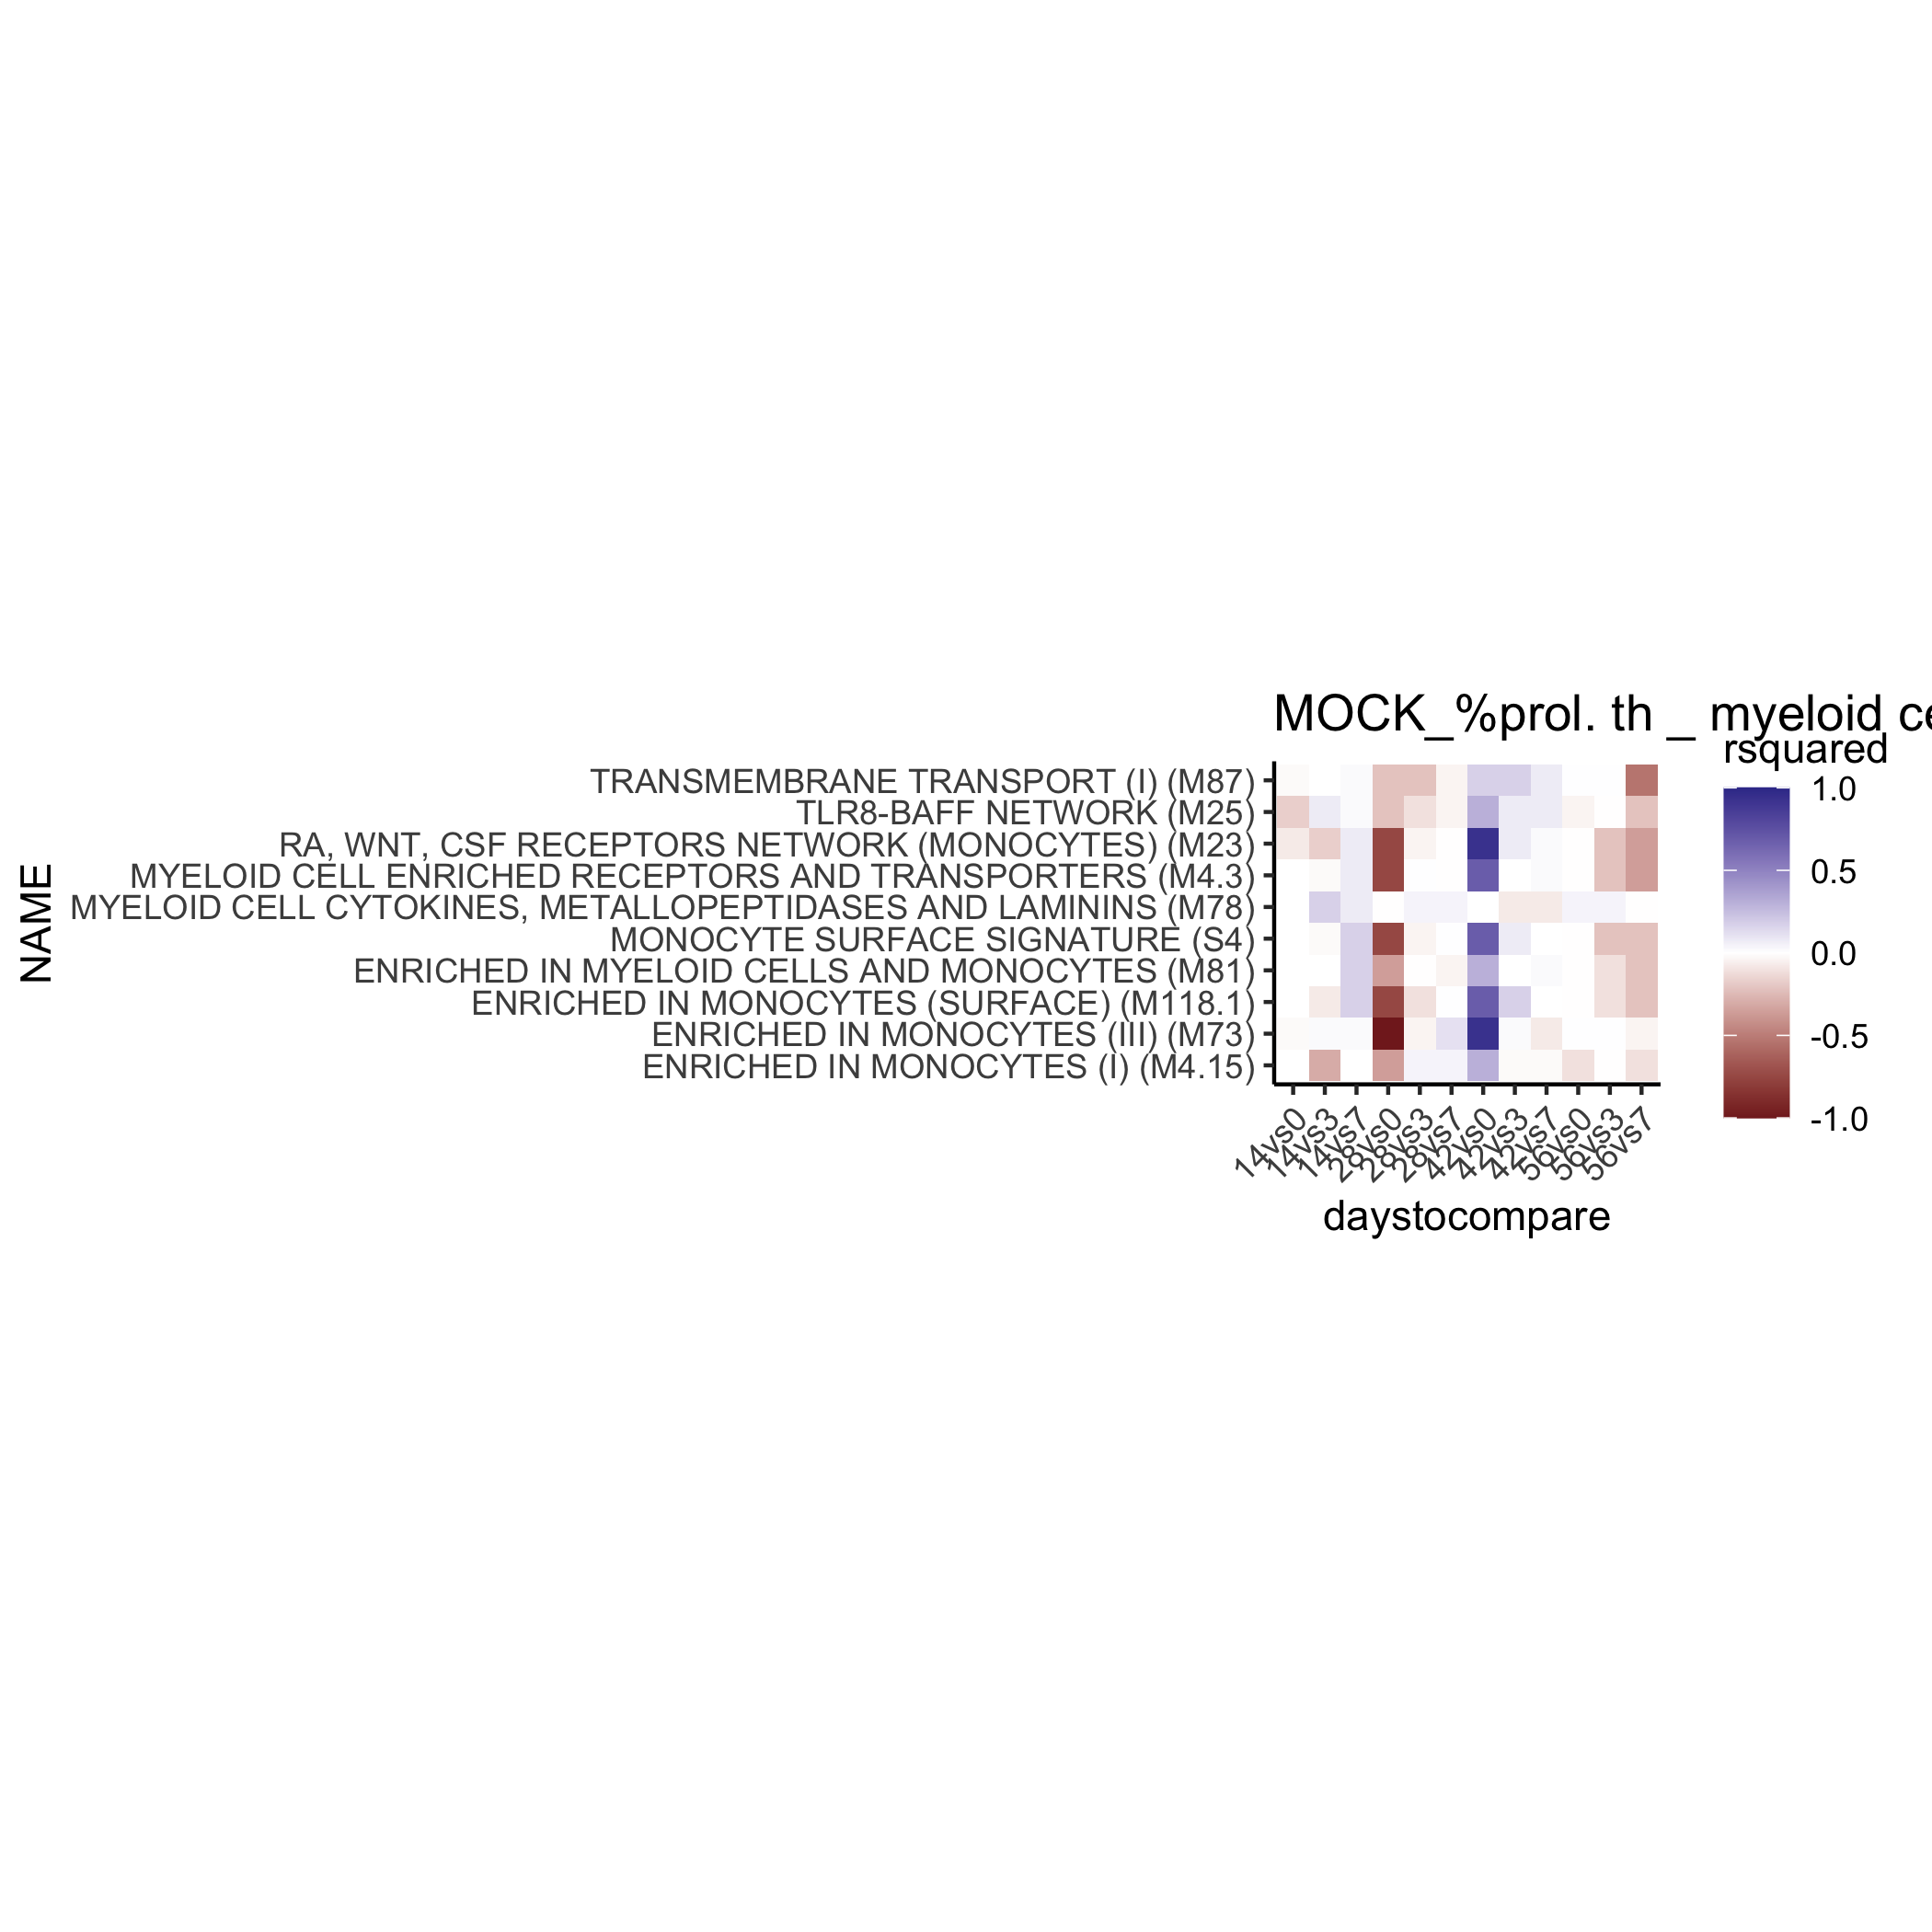 MOCK_%prol. th _ myeloid ce
rsquared
1.0
0.5
0.0
-0.5
-1.0
NAME
TRANSMEMBRANE TRANSPORT (I) (M87)
TLR8-BAFF NETWORK (M25)
RA, WNT, CSF RECEPTORS NETWORK (MONOCYTES) (M23)
MYELOID CELL ENRICHED RECEPTORS AND TRANSPORTERS (M4.3)
MYELOID CELL CYTOKINES, METALLOPEPTIDASES AND LAMININS (M78)
MONOCYTE SURFACE SIGNATURE (S4)
ENRICHED IN MYELOID CELLS AND MONOCYTES (M81)
ENRICHED IN MONOCYTES (SURFACE) (M118.1)
ENRICHED IN MONOCYTES (III) (M73)
ENRICHED IN MONOCYTES (I) (M4.15)
14vs0
14vs3
14vs7
28vs0
28vs3
28vs7
42vs0
42vs3
42vs7
56vs0
56vs3
56vs7
daystocompare